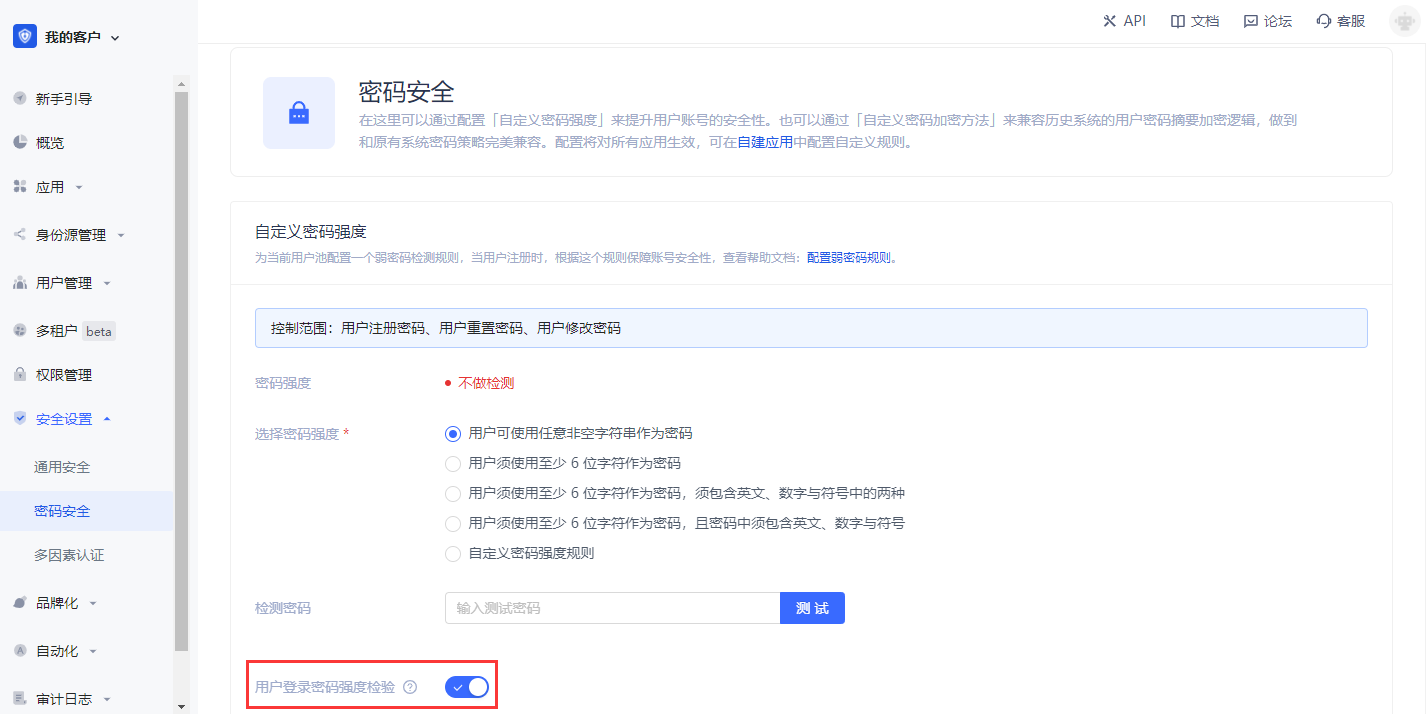 我的客户
API
文档
论坛
客服
新手引导
概览
应用
身份源管理
用户管理
多租户 beta
权限管理
安全设置
通用安全
密码安全
多因素认证
品牌化
自动化
审计日志
密码安全
在这里可以通过配置「自定义密码强度」来提升用户账号的安全性。也可以通过「自定义密码加密方法」来兼容历史系统的用户密码摘要加密逻辑，做到
和原有系统密码策略完美兼容。配置将对所有应用生效，可在自建应用中配置自定义规则。
自定义密码强度
为当前用户池配置一个弱密码检测规则，当用户注册时，根据这个规则保障账号安全性，查看帮助文档：配置弱密码规则。
控制范围：用户注册密码、用户重置密码、用户修改密码
密码强度
不做检测
选择密码强度 *
用户可使用任意非空字符串作为密码
用户须使用至少 6 位字符作为密码
用户须使用至少 6 位字符作为密码，须包含英文、数字与符号中的两种
用户须使用至少 6 位字符作为密码，且密码中须包含英文、数字与符号
自定义密码强度规则
检测密码
输入测试密码
测 试
用户登录密码强度检验